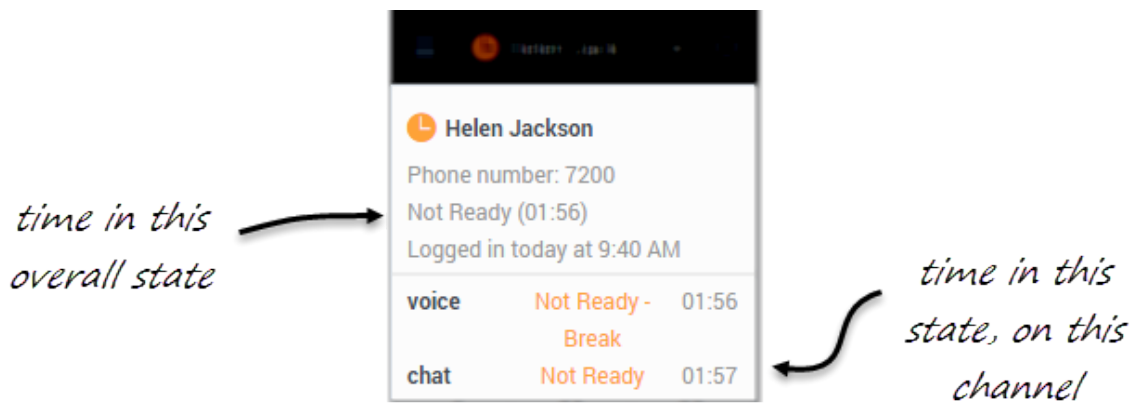 Helen Jackson
Phone number: 7200
Not Ready (01:56)
Logged in today at 9:40 AM
time in this
overall state
voice Not Ready - 01:56
Break
chat Not Ready 01:57
time in this
state, on this
channel